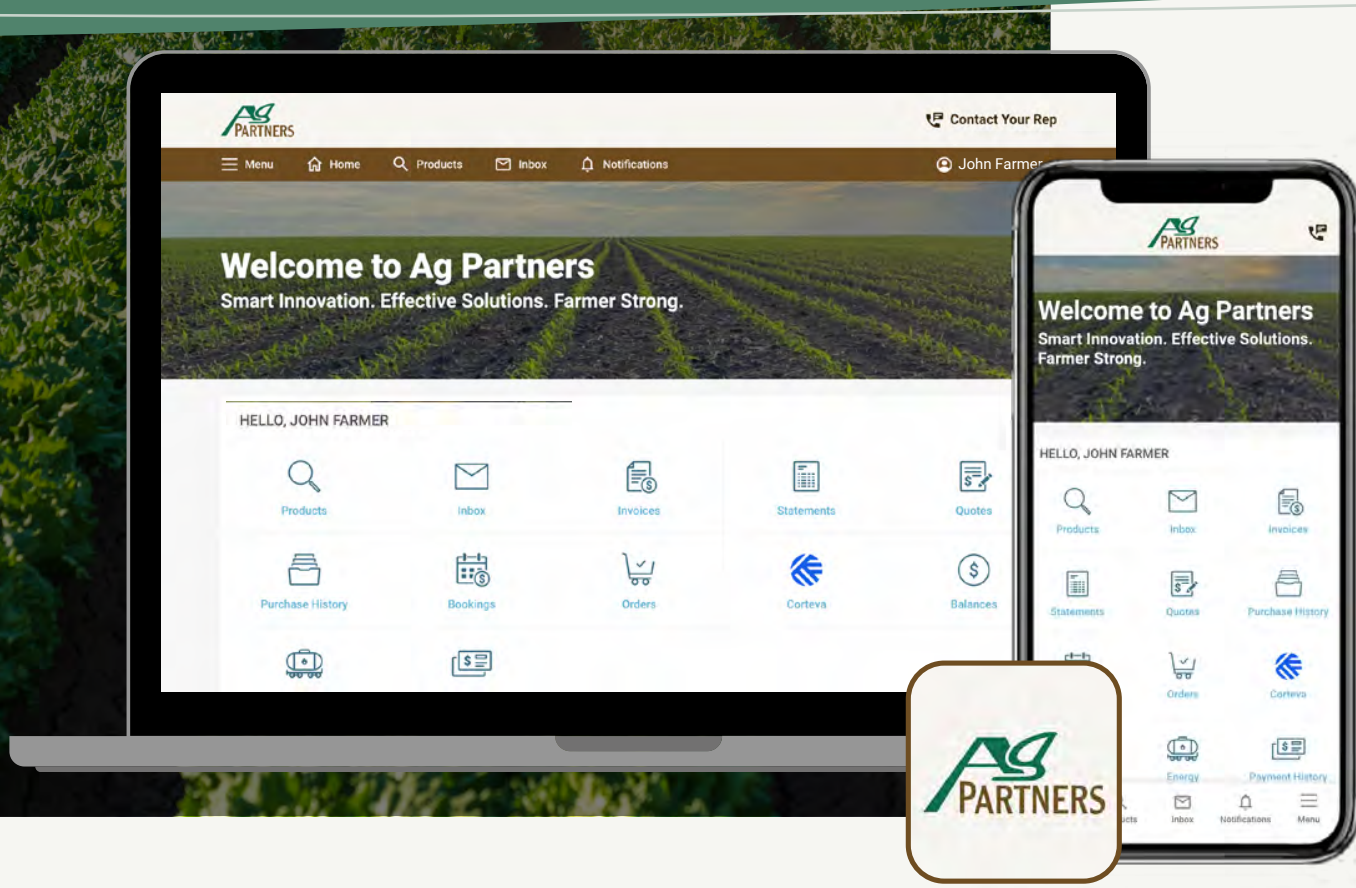 Ag
PARTNERS
Contact Your Rep
Menu Home Products Inbox Notifications
John Farmer
Welcome to Ag Partners
Smart Innovation. Effective Solutions. Farmer Strong.
HELLO, JOHN FARMER
Products Inbox Invoices Statements Quotes
Purchase History Bookings Orders Corteva Balances
Ag
PARTNERS
Welcome to Ag Partners
Smart Innovation. Effective Solutions.
Farmer Strong.
HELLO, JOHN FARMER
Products Inbox Invoices
Statements Quotes Purchase History
Orders Corteva
Energy Payment History
ucts Inbox Notifications Menu
Ag
PARTNERS